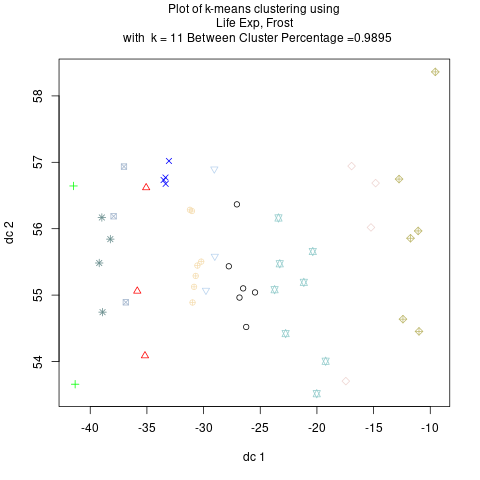 Plot of k-means clustering using
Life Exp, Frost
with k = 11 Between Cluster Percentage =0.9895
58
57
56
55
54
dc 2
-40 -35 -30 -25 -20 -15 -10
dc 1